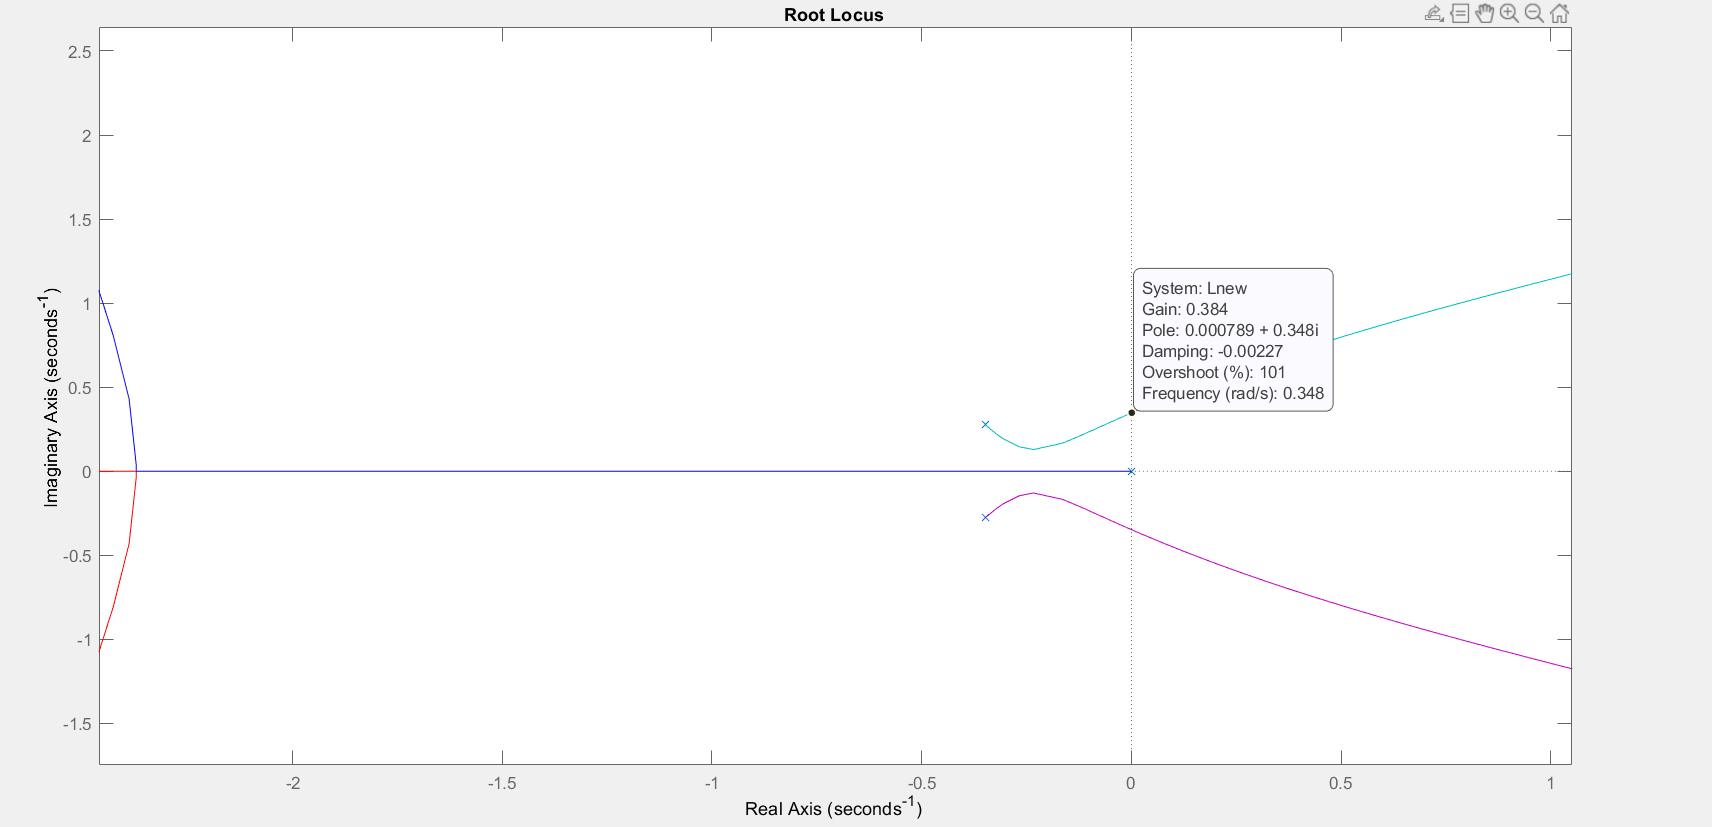 Root Locus
2.5
2
1.5
1
0.5
0
-0.5
-1
-1.5
Imaginary Axis (seconds-1)
System: Lnew
Gain: 0.384
Pole: 0.000789 + 0.348i
Damping: -0.00227
Overshoot (%): 101
Frequency (rad/s): 0.348
-2 -1.5 -1 -0.5 0 0.5 1
Real Axis (seconds-1)